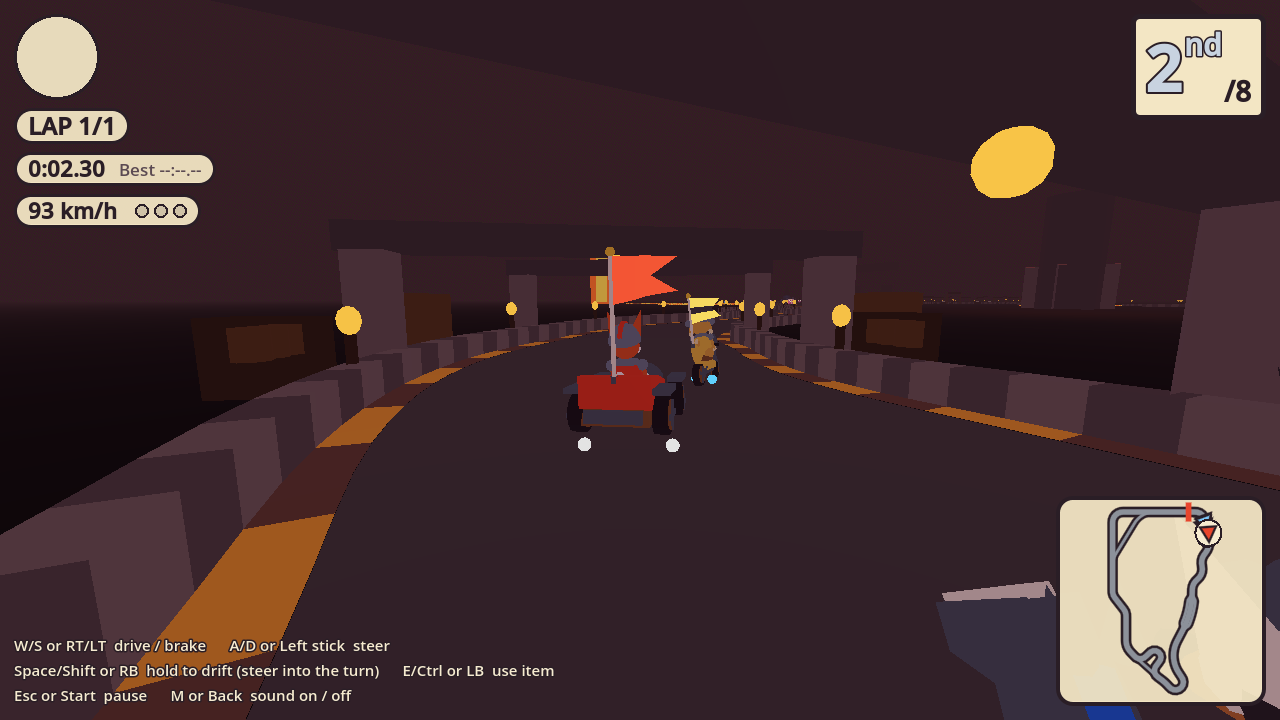 LAP 1/1
0:02.30 Best --:--.--
93 km/h
2nd /8
W/S or RT/LT drive / brake A/D or Left stick steer
Space/Shift or RB hold to drift (steer into the turn) E/Ctrl or LB use item
Esc or Start pause M or Back sound on / off